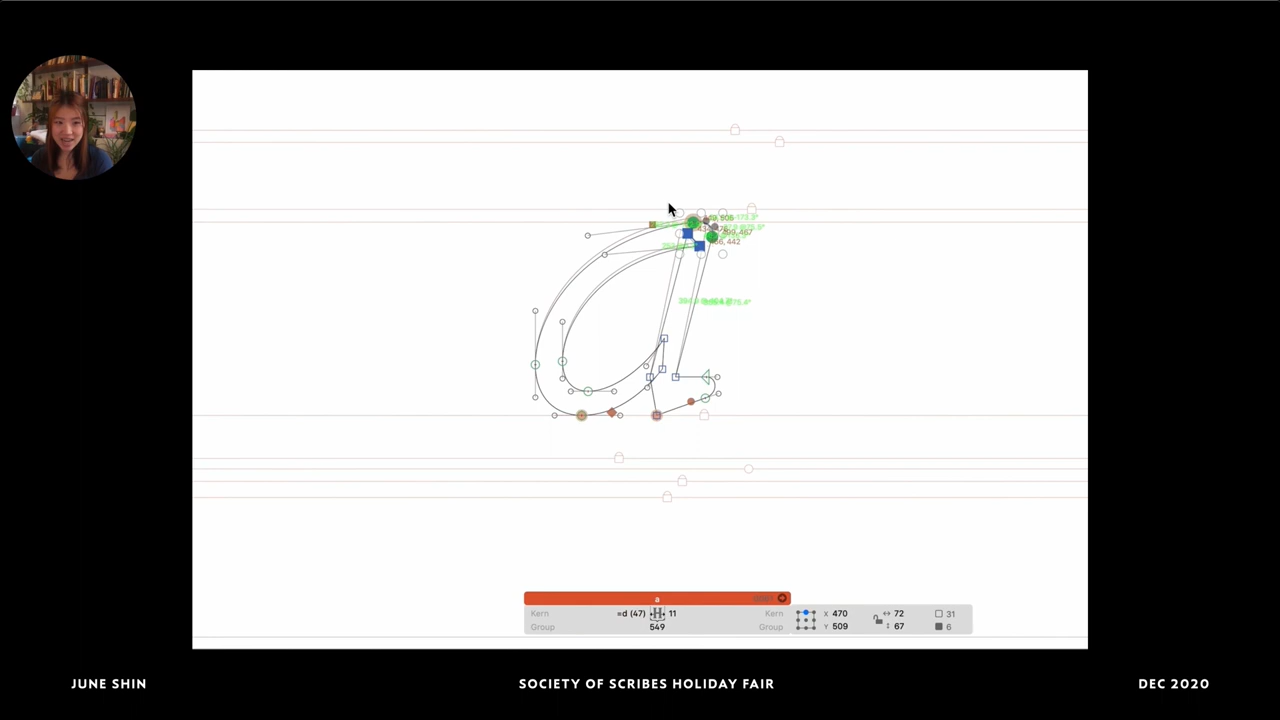 a
Kern
=d (47)
11
Kern
Group
549
Group
X 470
Y 509
72
67
31
6
JUNE SHIN
SOCIETY OF SCRIBES HOLIDAY FAIR
DEC 2020